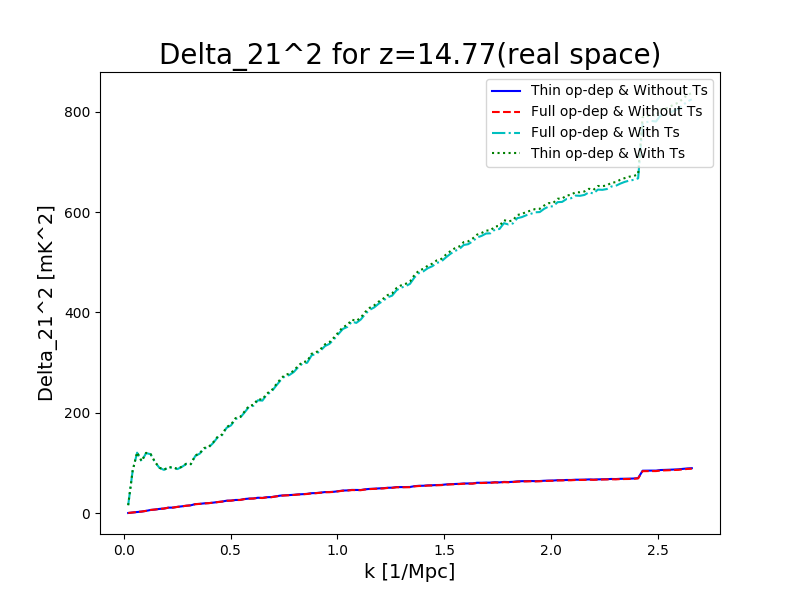 Delta_21^2 for z=14.77(real space)
Thin op-dep & Without Ts
Full op-dep & Without Ts
Full op-dep & With Ts
Thin op-dep & With Ts
Delta_21^2 [mK^2]
800
600
400
200
0
0.0 0.5 1.0 1.5 2.0 2.5
k [1/Mpc]